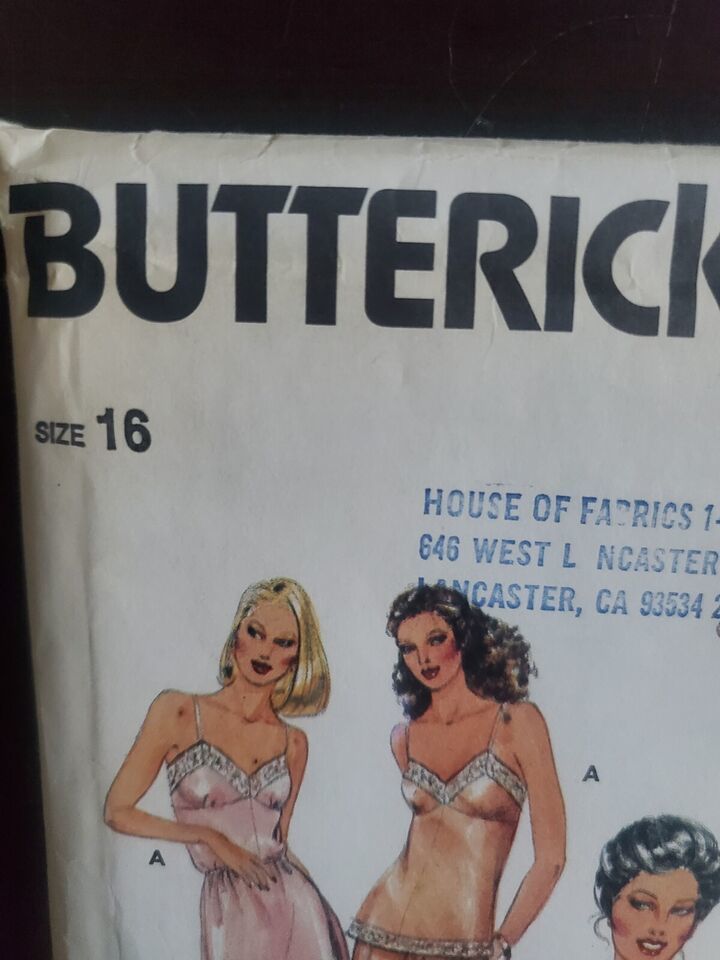 BUTTERICK
SIZE 16
HOUSE OF FABRICS 1-
646 WEST L NCASTER
LANCASTER, CA 93534 2
A
A